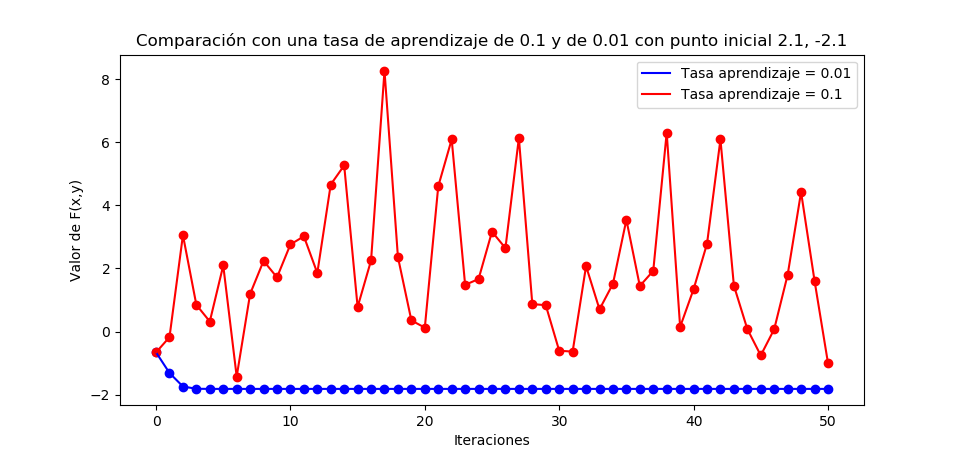 Comparación con una tasa de aprendizaje de 0.1 y de 0.01 con punto inicial 2.1, -2.1
Tasa aprendizaje = 0.01
Tasa aprendizaje = 0.1
Valor de F(x,y)
8
6
4
2
0
−2
0 10 20 30 40 50
Iteraciones